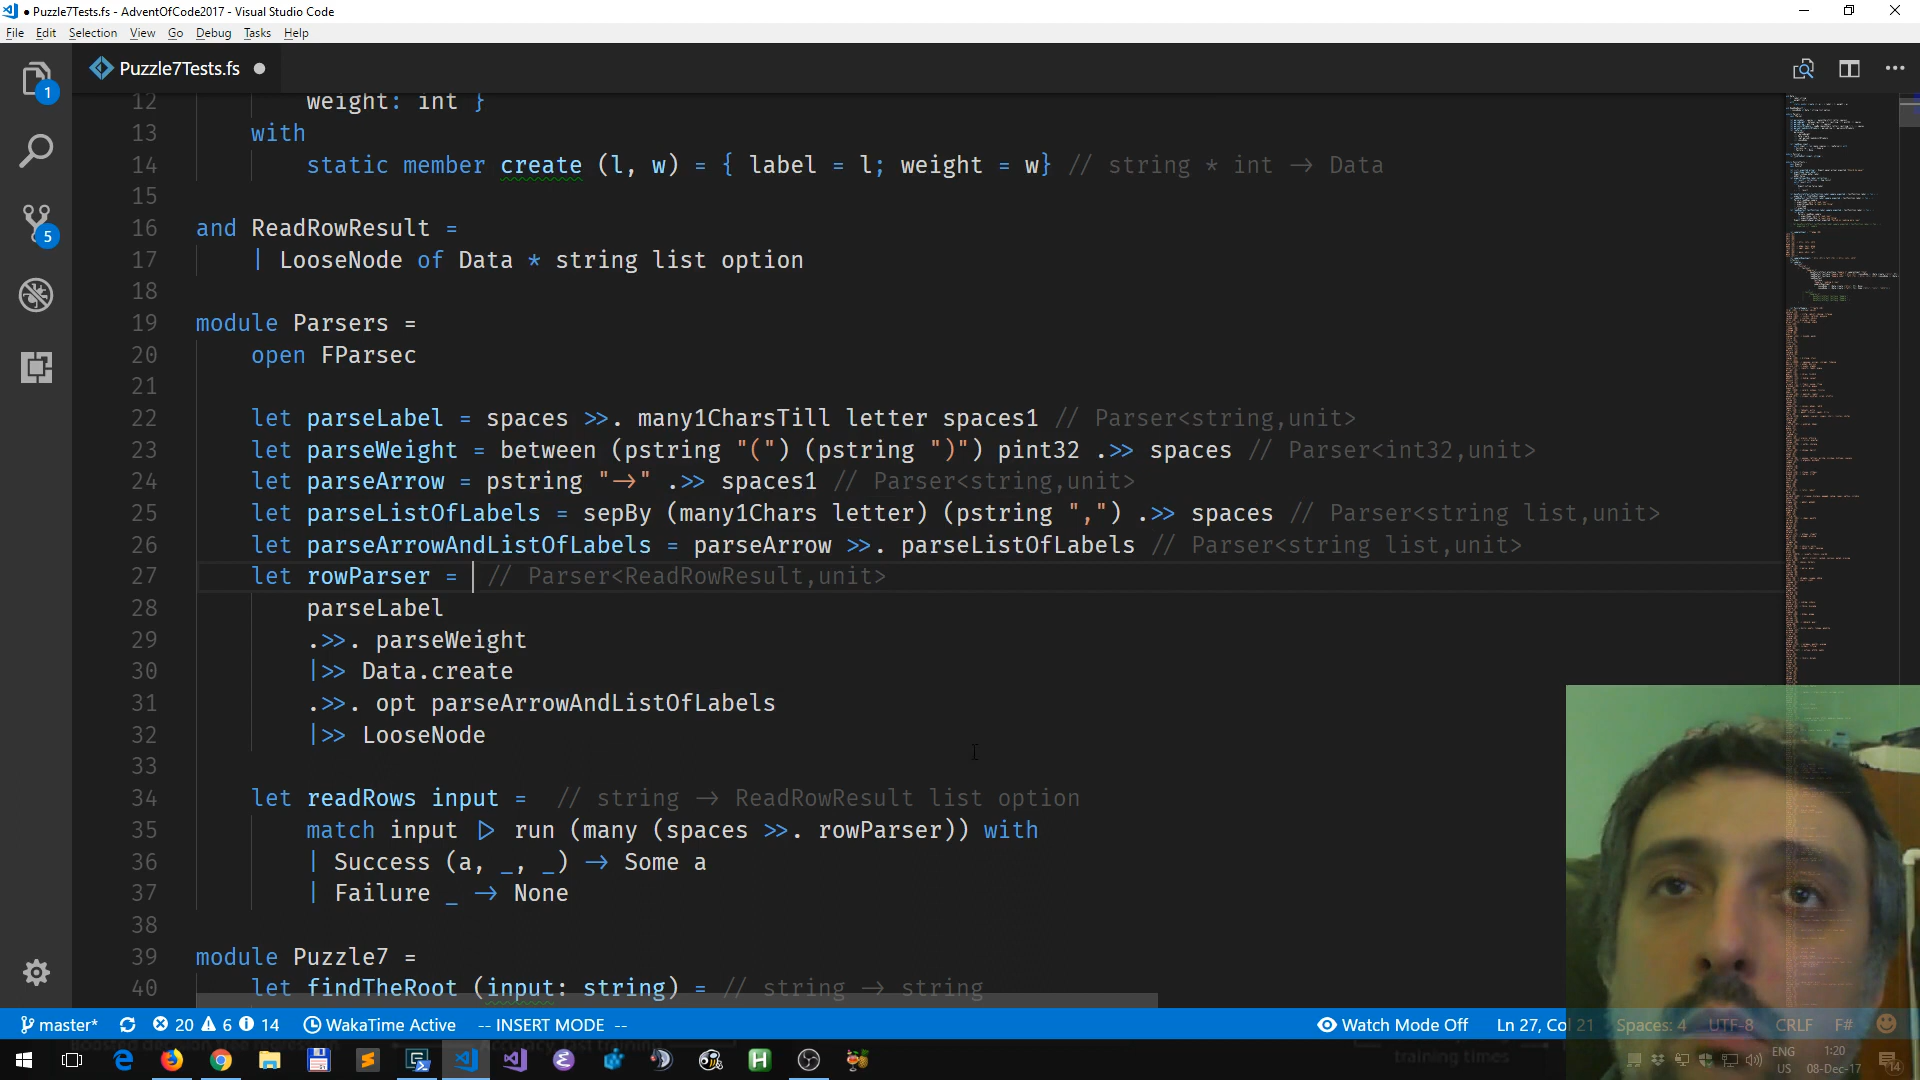 Puzzle7Tests.fs - AdventOfCode2017 - Visual Studio Code
File Edit Selection View Go Debug Tasks Help
1 Puzzle7Tests.fs
12 weight: int }
13 with
14 static member create (l, w) = { label = l; weight = w} // string * int -> Data
15
16 and ReadRowResult =
17 | LooseNode of Data * string list option
18
19 module Parsers =
20 open FParsec
21
22 let parseLabel = spaces >>. many1CharsTill letter spaces1 // Parser<string,unit>
23 let parseWeight = between (pstring "(") (pstring ")") pint32 .>> spaces // Parser<int32,unit>
24 let parseArrow = pstring "->" .>> spaces1 // Parser<string,unit>
25 let parseListOfLabels = sepBy (many1Chars letter) (pstring ",") .>> spaces // Parser<string list,unit>
26 let parseArrowAndListOfLabels = parseArrow >>. parseListOfLabels // Parser<string list,unit>
27 let rowParser = // Parser<ReadRowResult,unit>
28 parseLabel
29 .>>. parseWeight
30 |>> Data.create
31 .>>. opt parseArrowAndListOfLabels
32 |>> LooseNode
33
34 let readRows input = // string -> ReadRowResult list option
35 match input |> run (many (spaces >>. rowParser)) with
36 | Success (a, _, _) -> Some a
37 | Failure _ -> None
38
39 module Puzzle7 =
40 let findTheRoot (input: string) = // string -> string
5
master* 20 6 14 WakaTime Active -- INSERT MODE -- Watch Mode Off Ln 27, Col 21 Spaces: 4 UTF-8 CRLF F#
training times
ENG 1:20
US 08-Dec-17 14